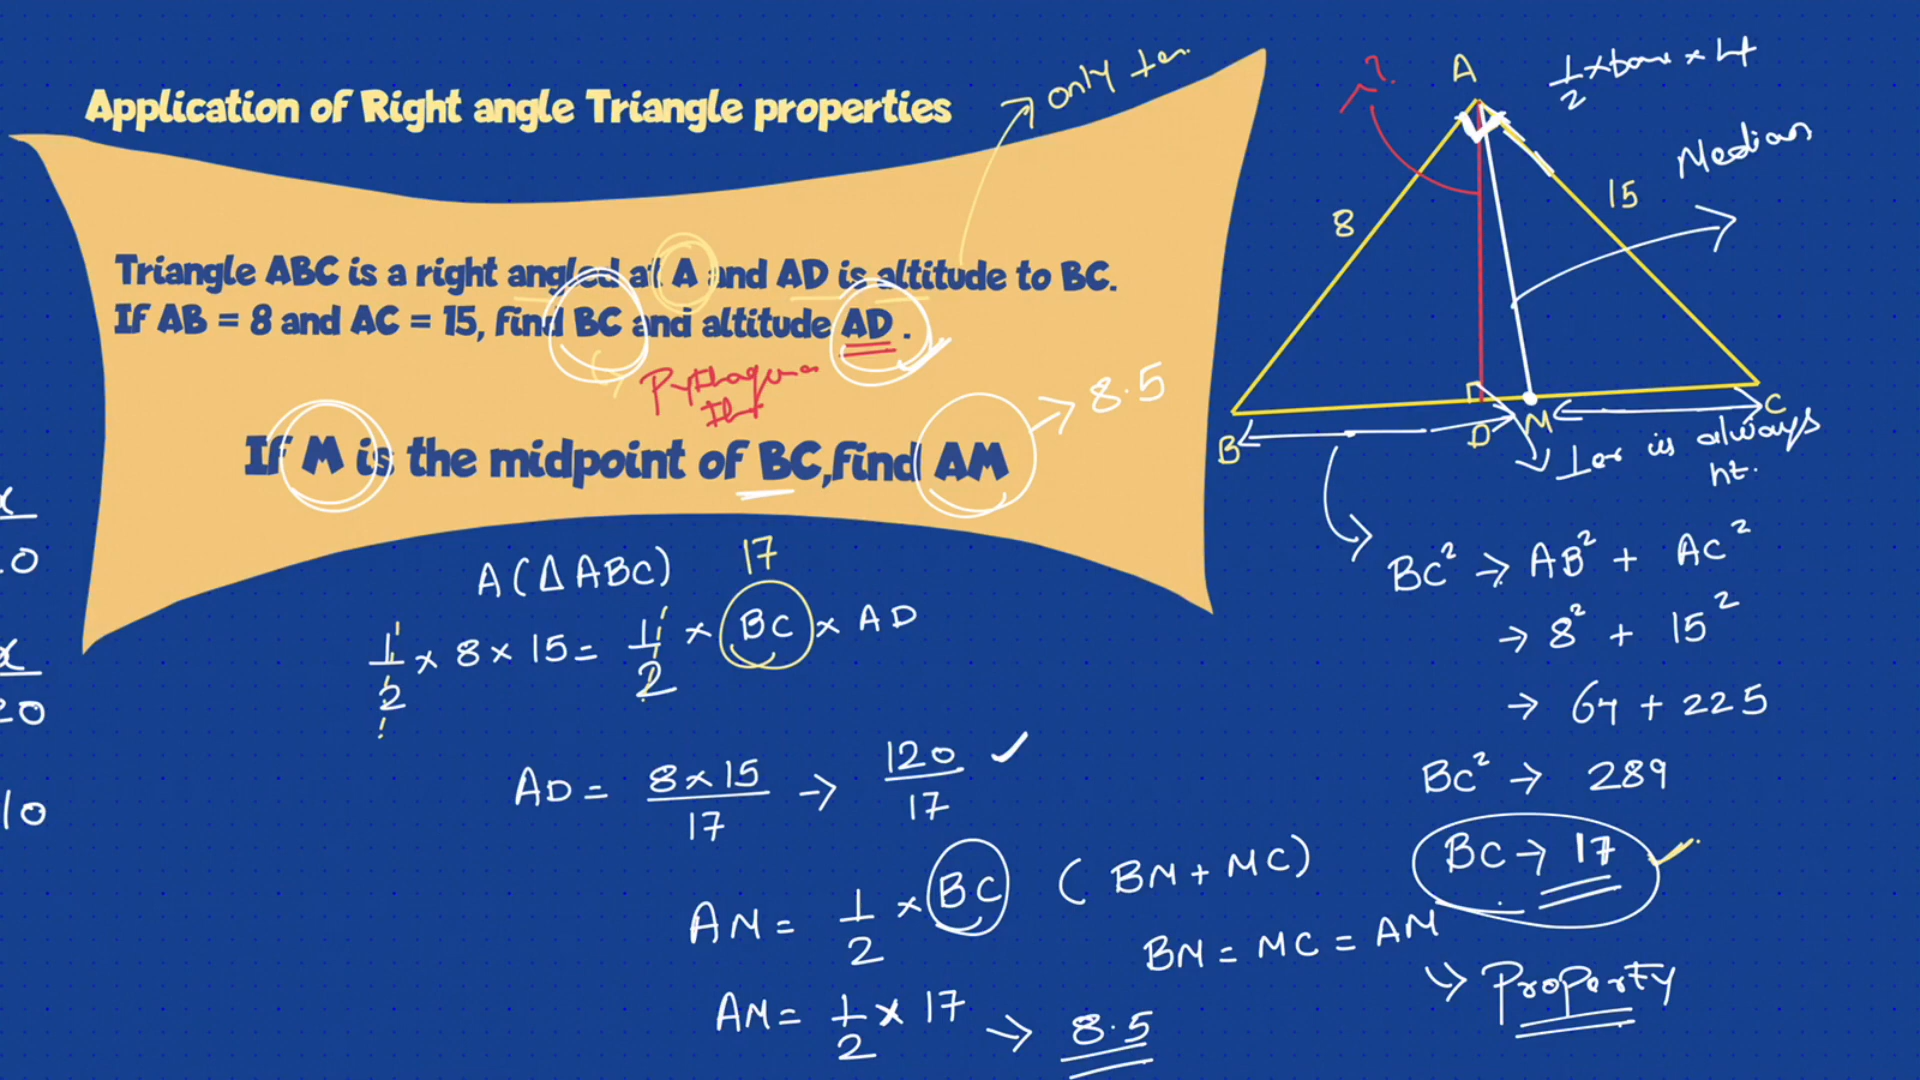 Application of Right angle Triangle properties
only
Triangle ABC is a right angled at A and AD is altitude to BC.
If AB = 8 and AC = 15, find BC and altitude AD .
Pythagoras
If M is the midpoint of BC,find AM
8.5
?
A
1/2 × base × ht
Median
8
15
B
D
M
C
⊥er is always
ht.
x
0
x
20
10
A(ΔABC)
17
1/2 × 8 × 15 = 1/2 × BC × AD
AD = 8×15/17 → 120/17
AM = 1/2 × BC (BM + MC)
BM = MC = AM
↳ Property
AM = 1/2 × 17 → 8.5
BC² → AB² + AC²
→ 8² + 15²
→ 64 + 225
BC² → 289
BC → 17